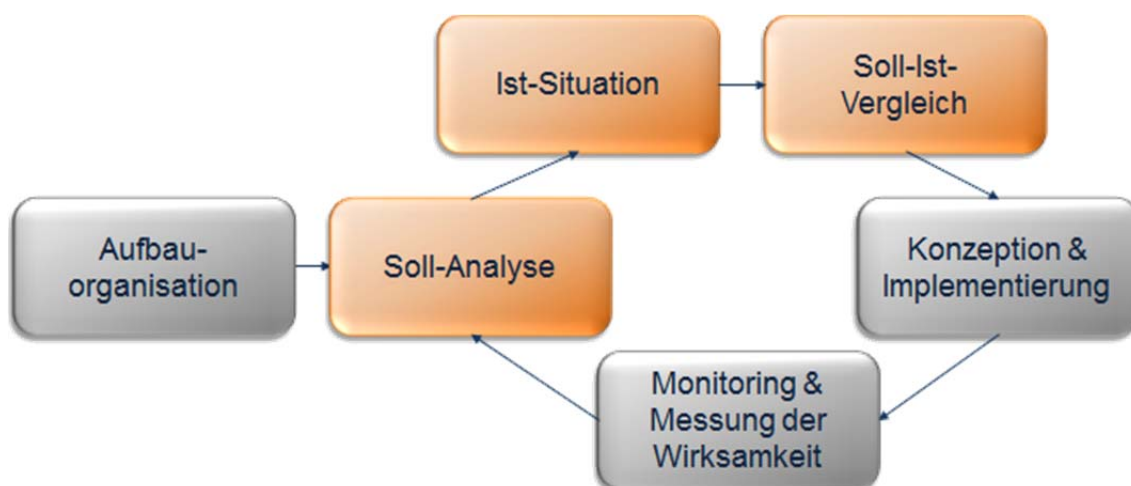 Ist-Situation
Soll-Ist-
Vergleich
Aufbau-
organisation
Soll-Analyse
Konzeption &
Implementierung
Monitoring &
Messung der
Wirksamkeit